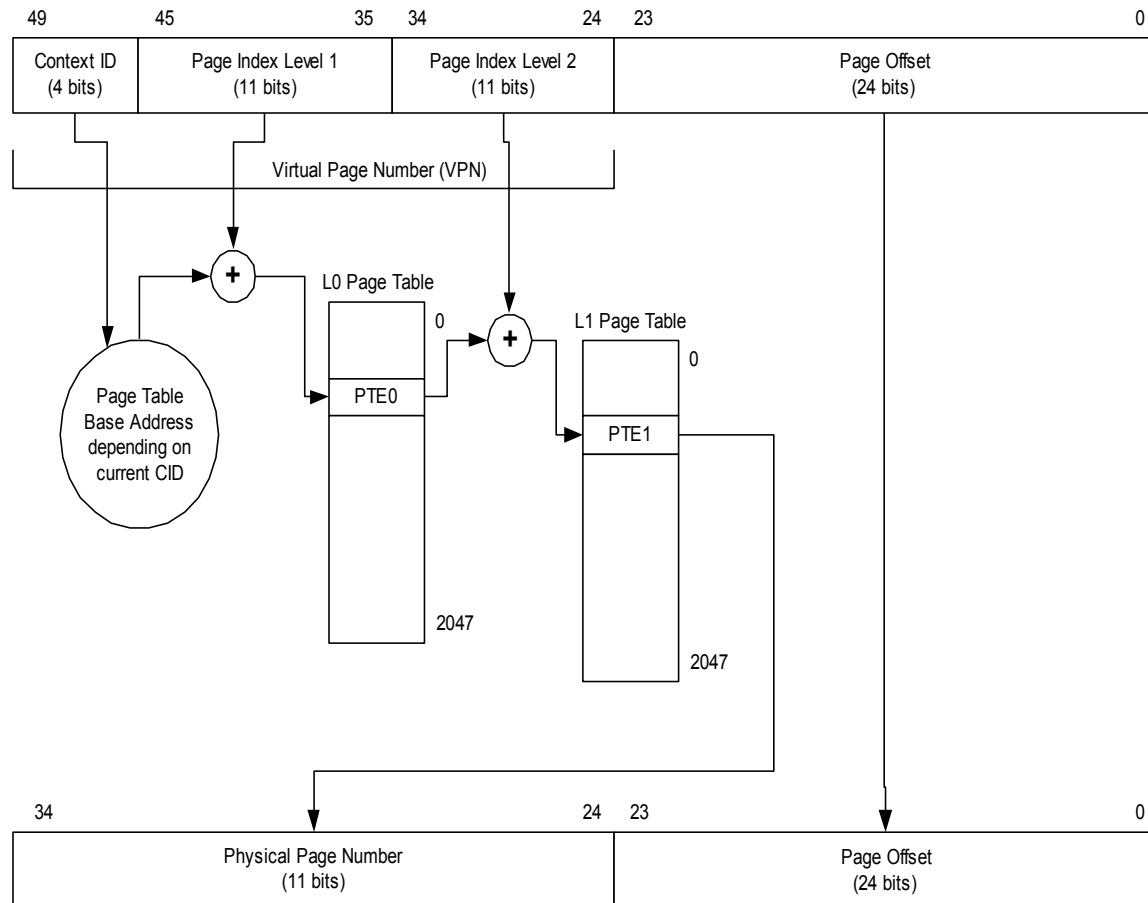 49 45 35 34 24 23 0
Context ID
(4 bits)
Page Index Level 1
(11 bits)
Page Index Level 2
(11 bits)
Page Offset
(24 bits)
Virtual Page Number (VPN)
+
L0 Page Table
0
PTE0
2047
+
L1 Page Table
0
PTE1
2047
Page Table
Base Address
depending on
current CID
34 24 23 0
Physical Page Number
(11 bits)
Page Offset
(24 bits)